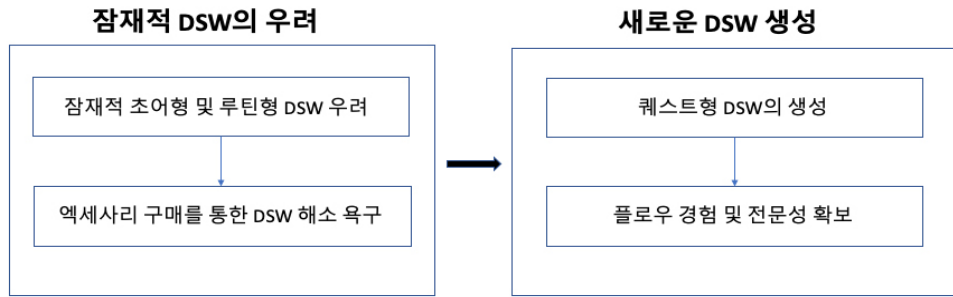 잠재적 DSW의 우려
잠재적 초어형 및 루틴형 DSW 우려
엑세사리 구매를 통한 DSW 해소 욕구
새로운 DSW 생성
퀘스트형 DSW의 생성
플로우 경험 및 전문성 확보